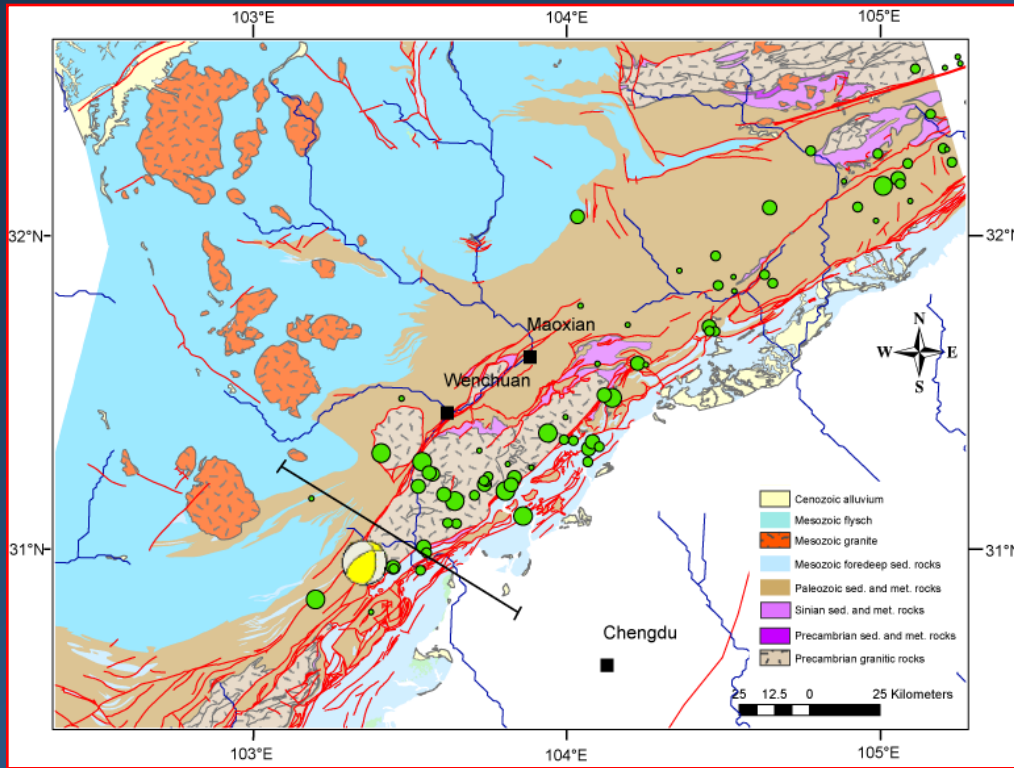 103°E 104°E 105°E
32°N 32°N
Maoxian
N
W E
S
Wenchuan
Cenozoic alluvium
Mesozoic flysch
Mesozoic granite
31°N 31°N
Mesozoic foredeep sed. rocks
Paleozoic sed. and met. rocks
Sinian sed. and met. rocks
Precambrian sed. and met. rocks
Precambrian granitic rocks
Chengdu
25 12.5 0 25 Kilometers
103°E 104°E 105°E